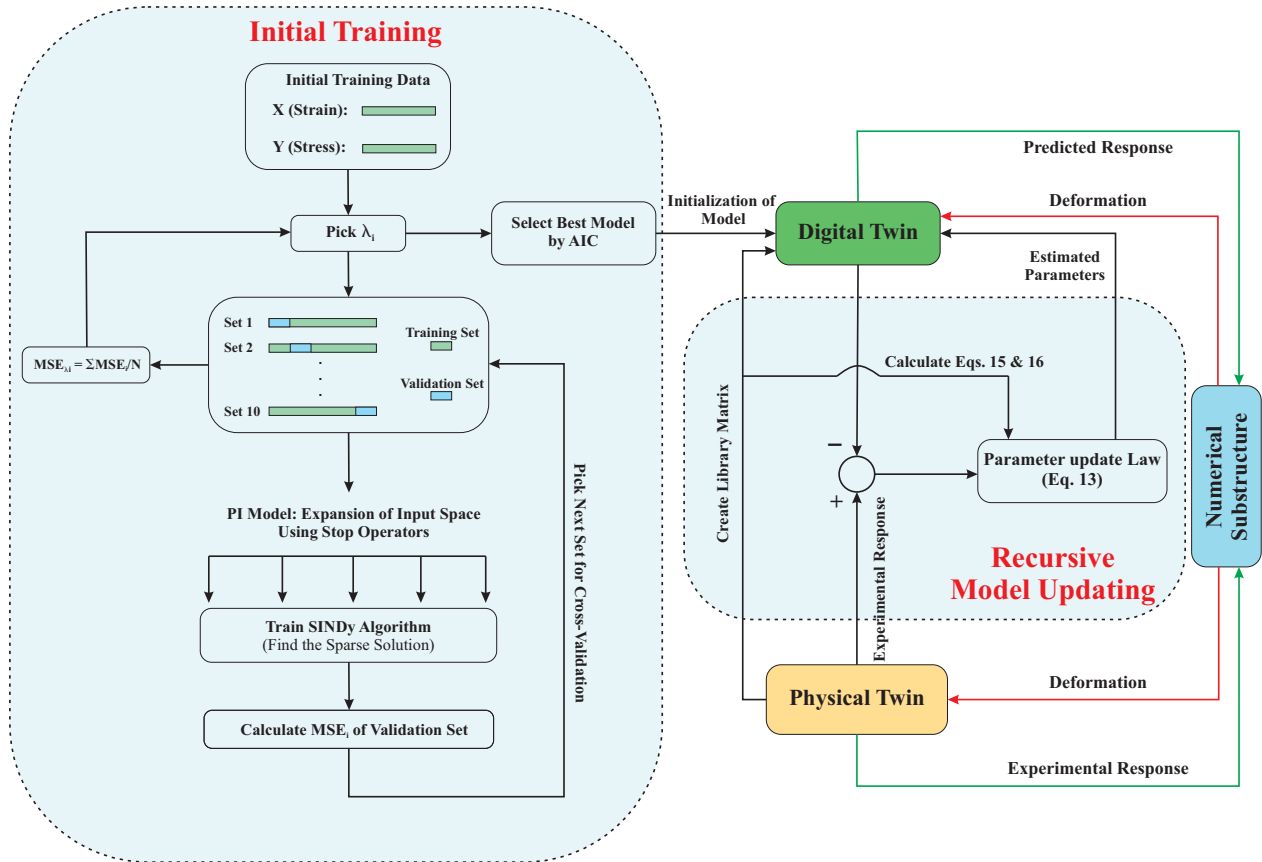 Initial Training
Initial Training Data
X (Strain):
Y (Stress):
Pick λi
Select Best Model
by AIC
Initialization of
Model
Set 1
Set 2
.
.
.
Set 10
Training Set
Validation Set
MSEλi = ΣMSEi/N
PI Model: Expansion of Input Space
Using Stop Operators
Train SINDy Algorithm
(Find the Sparse Solution)
Calculate MSEi of Validation Set
Pick Next Set for Cross-Validation
Digital Twin
Predicted Response
Deformation
Estimated
Parameters
Calculate Eqs. 15 & 16
Create Library Matrix
−
+
Parameter update Law
(Eq. 13)
Experimental Response
Recursive
Model Updating
Numerical
Substructure
Physical Twin
Deformation
Experimental Response